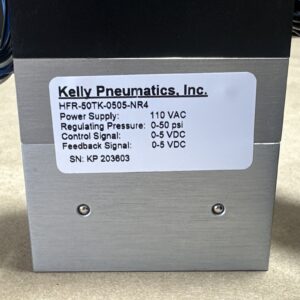 Kelly Pneumatics, Inc.
HFR-50TK-0505-NR4
Power Supply: 110 VAC
Regulating Pressure: 0-50 psi
Control Signal: 0-5 VDC
Feedback Signal: 0-5 VDC
SN: KP 203603